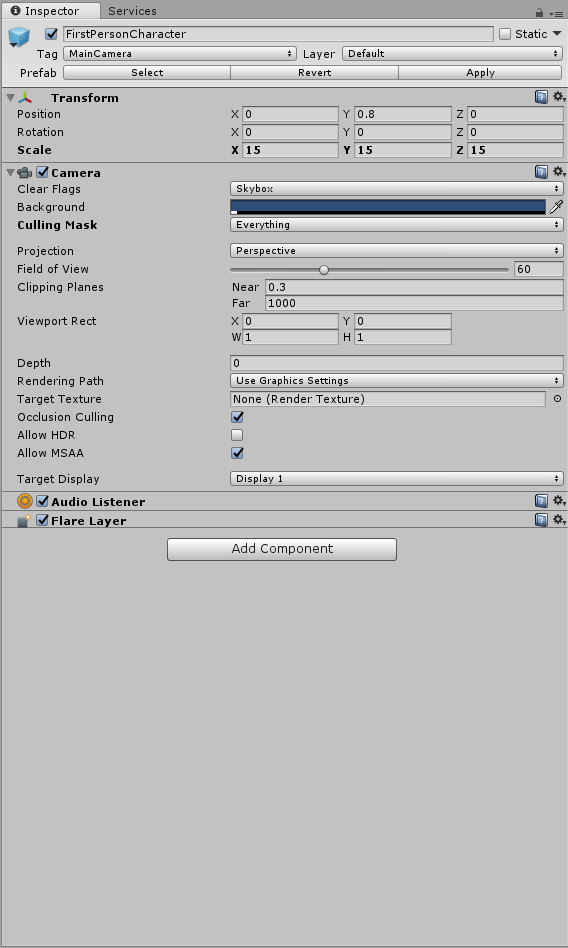 Inspector Services
FirstPersonCharacter Static
Tag MainCamera Layer Default
Prefab Select Revert Apply
Transform
Position X 0 Y 0.8 Z 0
Rotation X 0 Y 0 Z 0
Scale X 15 Y 15 Z 15
Camera
Clear Flags Skybox
Background
Culling Mask Everything
Projection Perspective
Field of View 60
Clipping Planes Near 0.3
Far 1000
Viewport Rect X 0 Y 0
W 1 H 1
Depth 0
Rendering Path Use Graphics Settings
Target Texture None (Render Texture)
Occlusion Culling
Allow HDR
Allow MSAA
Target Display Display 1
Audio Listener
Flare Layer
Add Component